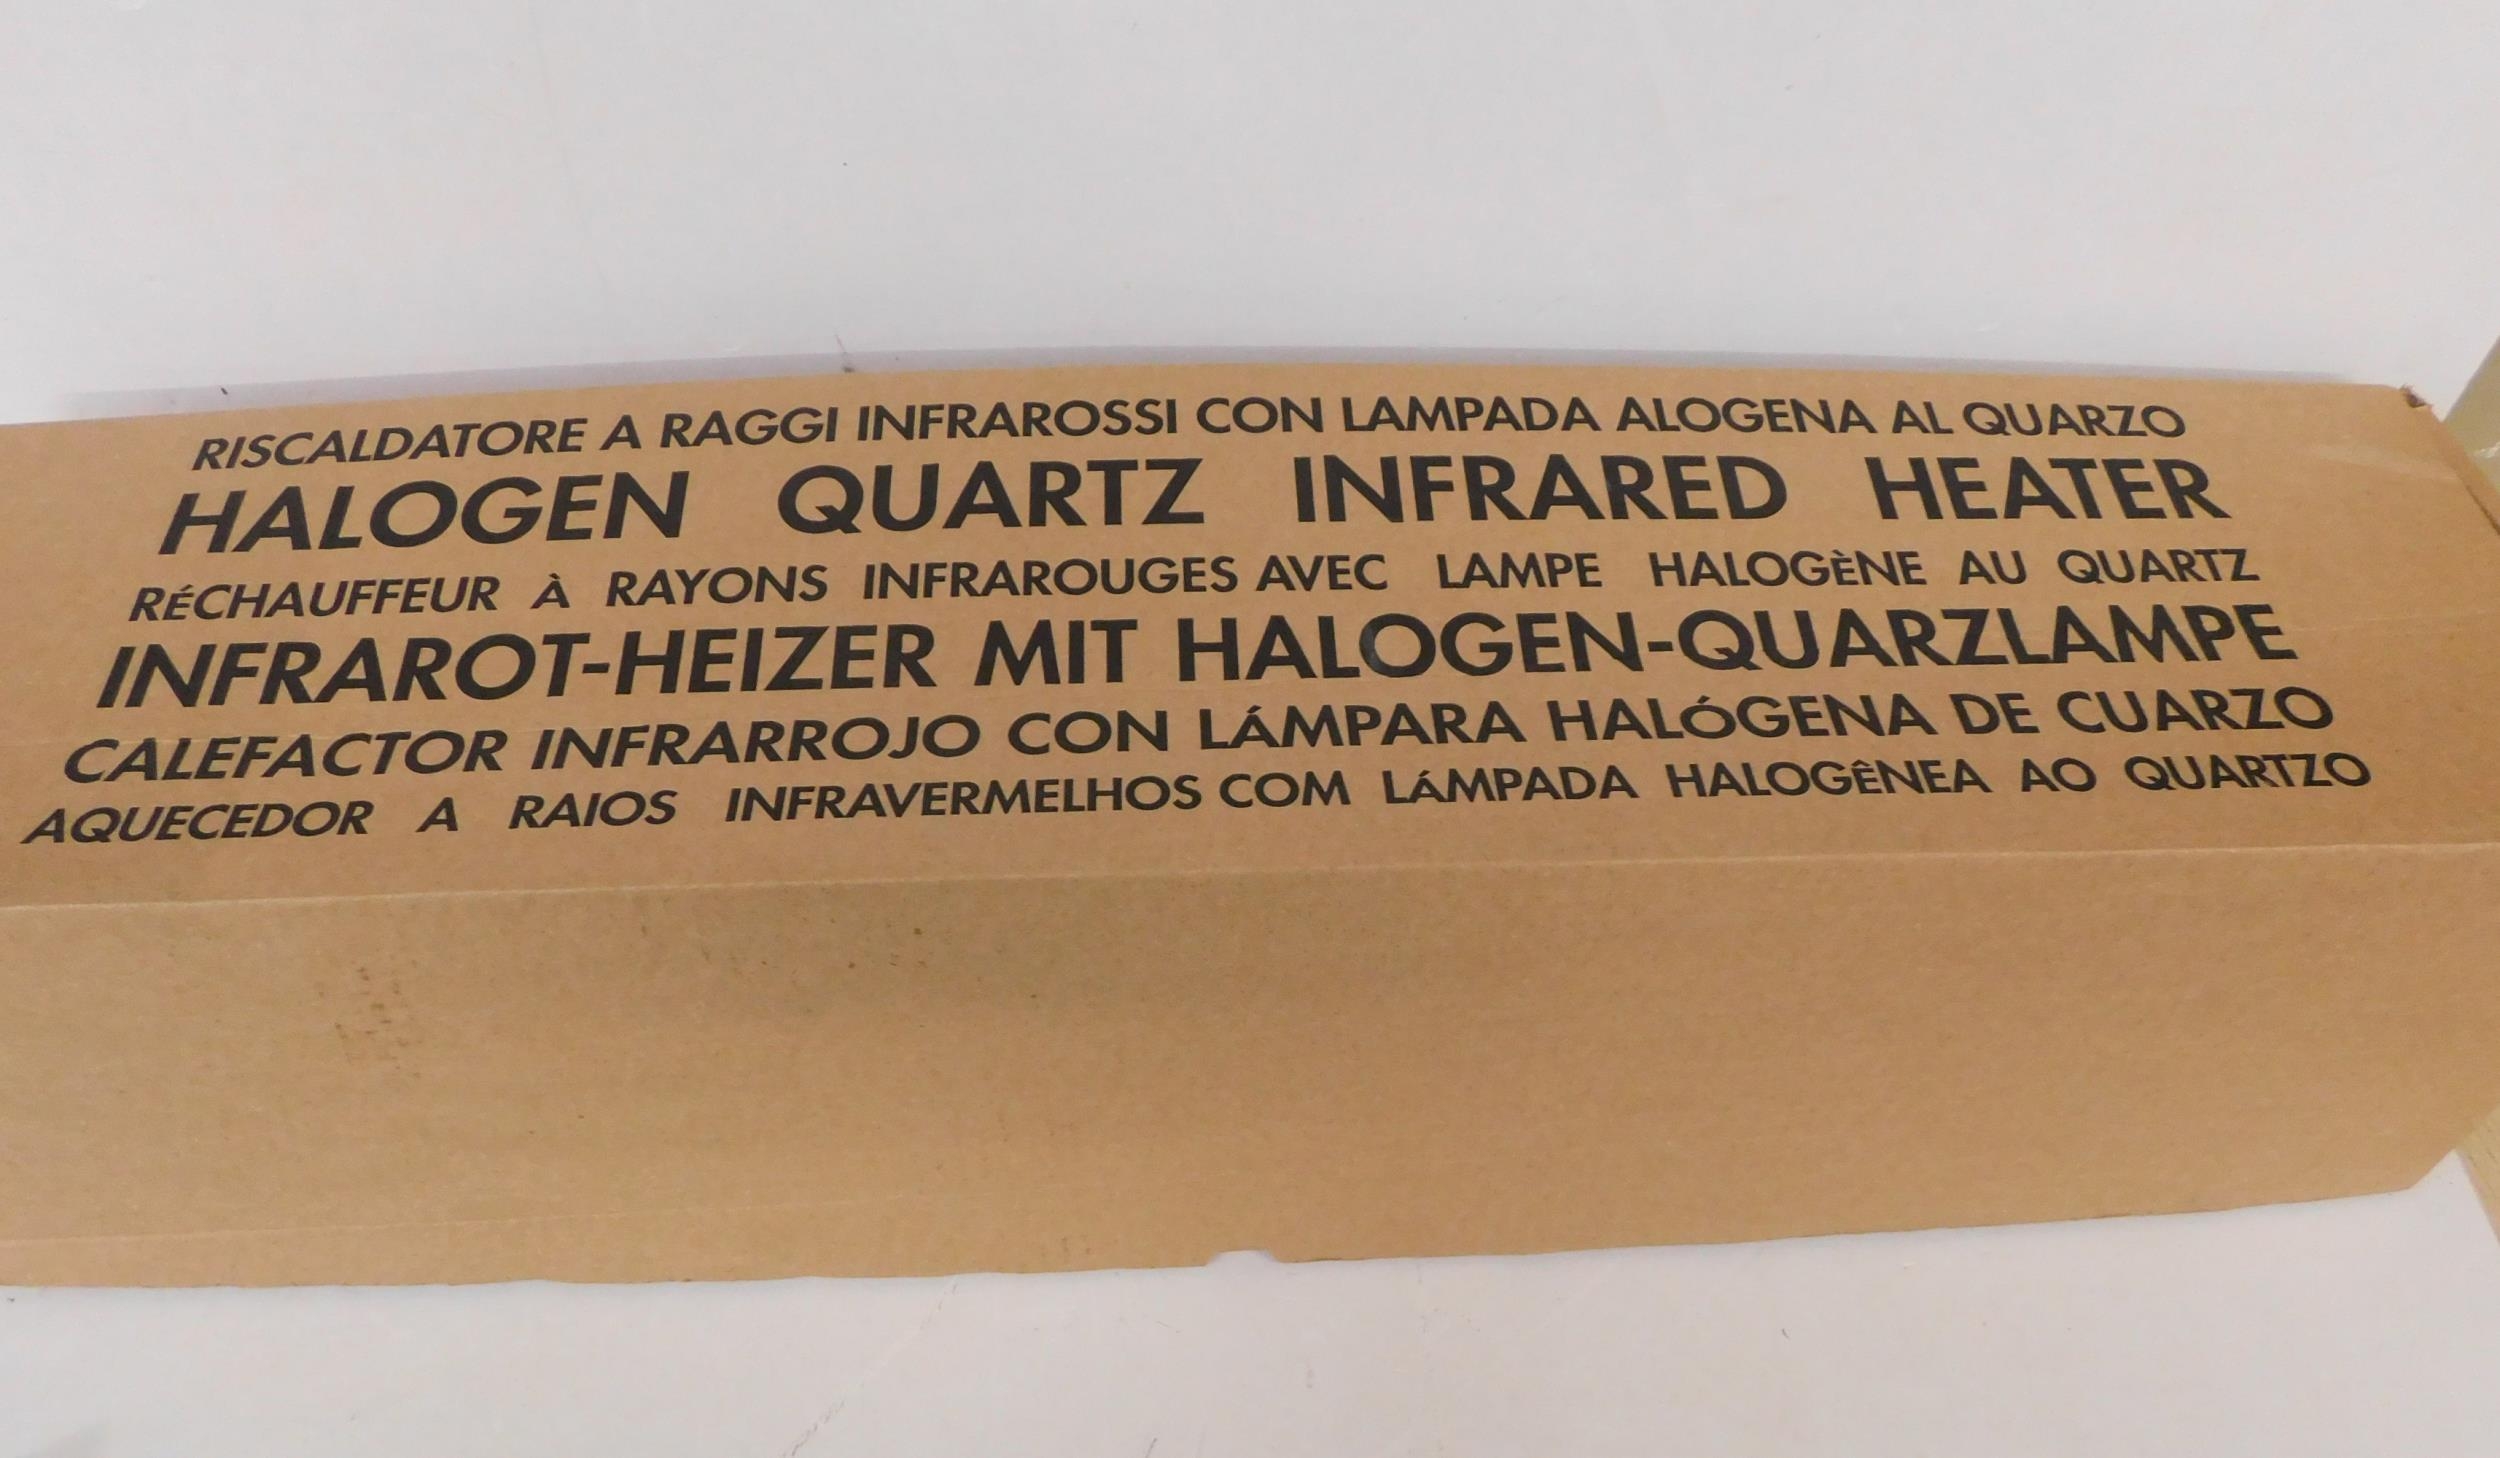 RISCALDATORE A RAGGI INFRAROSSI CON LAMPADA ALOGENA AL QUARZO
HALOGEN QUARTZ INFRARED HEATER
RÉCHAUFFEUR À RAYONS INFRAROUGES AVEC LAMPE HALOGÈNE AU QUARTZ
INFRAROT-HEIZER MIT HALOGEN-QUARZLAMPE
CALEFACTOR INFRARROJO CON LÁMPARA HALÓGENA DE CUARZO
AQUECEDOR A RAIOS INFRAVERMELHOS COM LÁMPADA HALOGÊNEA AO QUARTZO